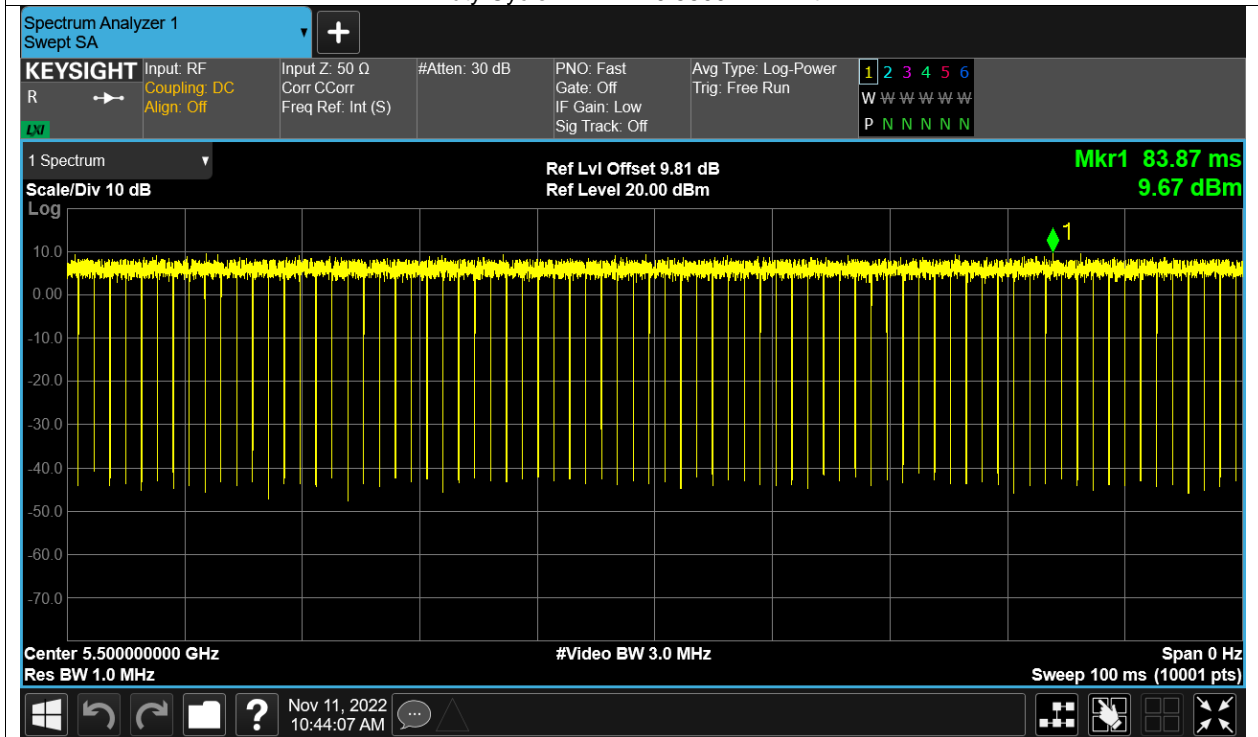 Spectrum Analyzer 1
Swept SA
KEYSIGHT
R
LXI
Input: RF
Coupling: DC
Align: Off
Input Z: 50 Ω
Corr CCorr
Freq Ref: Int (S)
#Atten: 30 dB
PNO: Fast
Gate: Off
IF Gain: Low
Sig Track: Off
Avg Type: Log-Power
Trig: Free Run
1 2 3 4 5 6
W W W W W W
P N N N N N
1 Spectrum
Scale/Div 10 dB
Ref Lvl Offset 9.81 dB
Ref Level 20.00 dBm
Mkr1 83.87 ms
9.67 dBm
Log
1
10.0
0.00
-10.0
-20.0
-30.0
-40.0
-50.0
-60.0
-70.0
Center 5.500000000 GHz
Res BW 1.0 MHz
#Video BW 3.0 MHz
Span 0 Hz
Sweep 100 ms (10001 pts)
?
Nov 11, 2022
10:44:07 AM